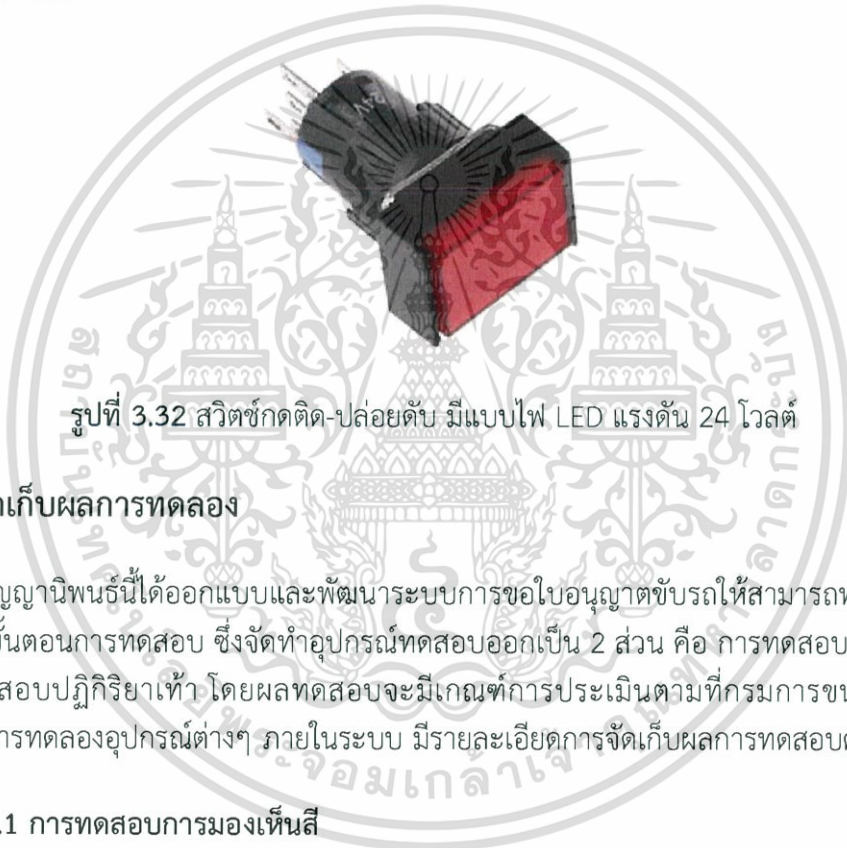 24V
รูปที่ 3.32 สวิตช์กดติด-ปล่อยดับ มีแบบไฟ LED แรงดัน 24 โวลต์
เก็บผลการทดลอง
ญญานิพนธ์นี้ได้ออกแบบและพัฒนาระบบการขอใบอนุญาตขับรถให้สามารถ
ขั้นตอนการทดสอบ ซึ่งจัดทำอุปกรณ์ทดสอบออกเป็น 2 ส่วน คือ การทดสอบ
สอบปฏิกิริยาเท้า โดยผลทดสอบจะมีเกณฑ์การประเมินตามที่กรมการขน
การทดลองอุปกรณ์ต่างๆ ภายในระบบ มีรายละเอียดการจัดเก็บผลการทดสอบ
.1 การทดสอบการมองเห็นสี